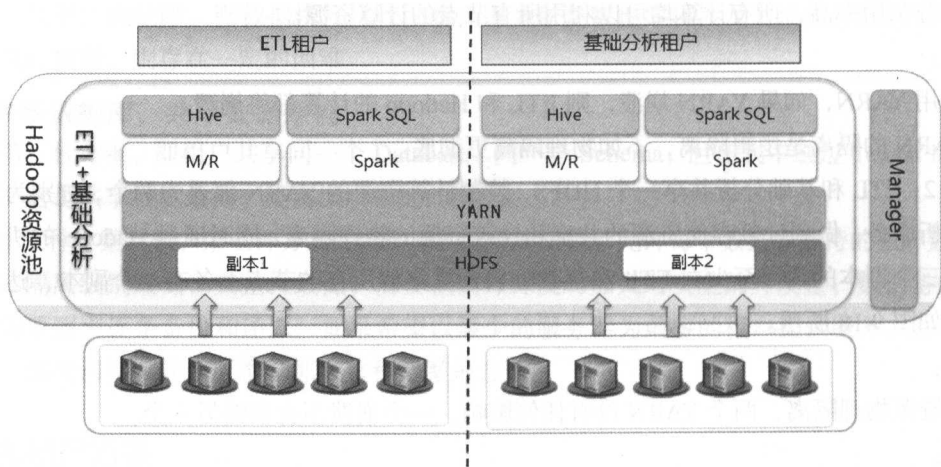 ETL租户
基础分析租户
Hadoop资源池
ETL+基础分析
Hive
Spark SQL
Hive
Spark SQL
M/R
Spark
M/R
Spark
YARN
副本1
HDFS
副本2
Manager